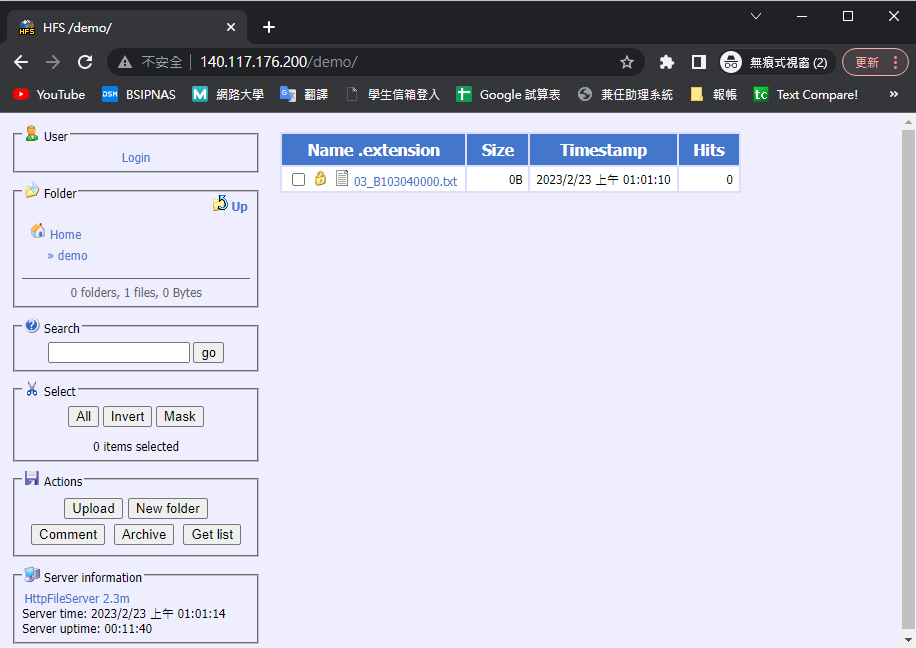 HFS /demo/
不安全 140.117.176.200/demo/
無痕式視窗 (2)
更新
YouTube
DSM BSIPNAS
M 網路大學
翻譯
學生信箱登入
Google 試算表
兼任助理系統
報帳
tc Text Compare!
»
User
Login
Folder
Up
Home
» demo
0 folders, 1 files, 0 Bytes
Search
go
Select
All Invert Mask
0 items selected
Actions
Upload New folder
Comment Archive Get list
Server information
HttpFileServer 2.3m
Server time: 2023/2/23 上午 01:01:14
Server uptime: 00:11:40
Name .extension Size Timestamp Hits
03_B103040000.txt 0B 2023/2/23 上午 01:01:10 0